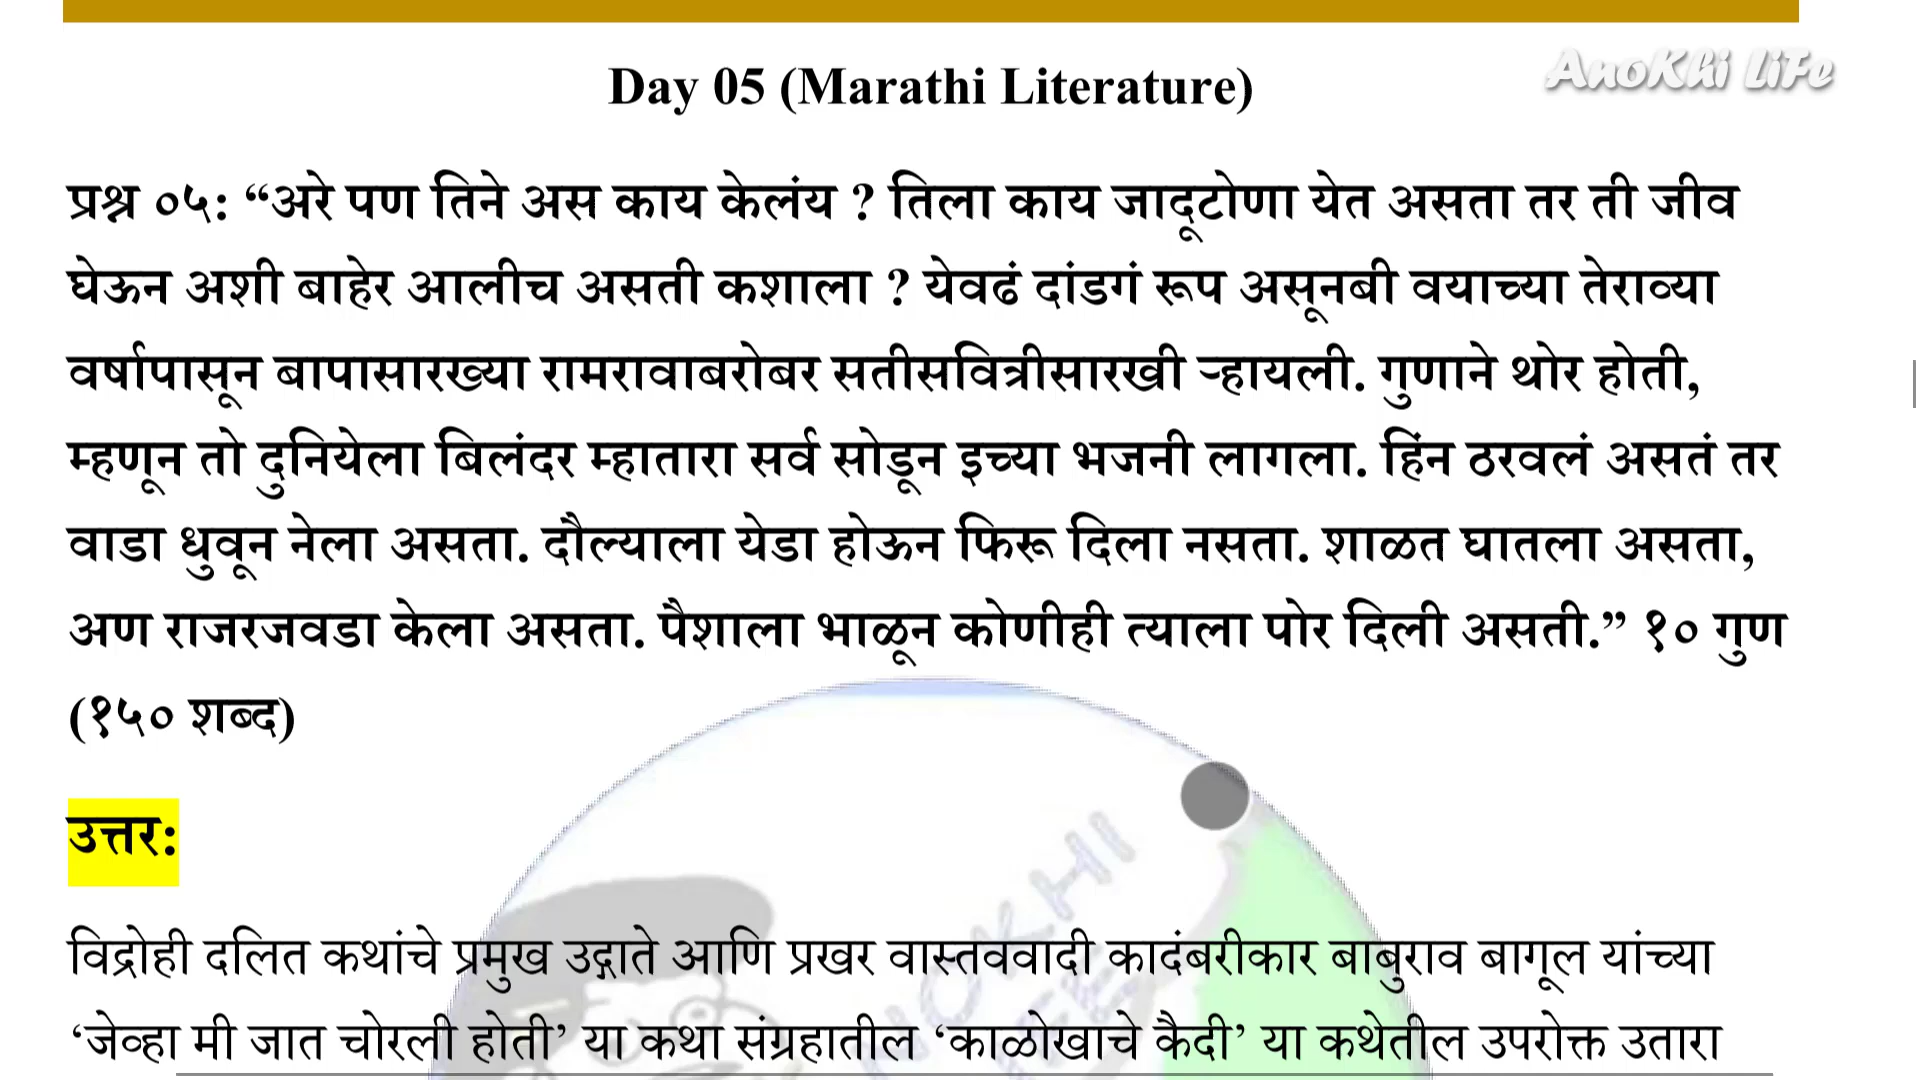 Day 05 (Marathi Literature)
AnoKhi LiFe
प्रश्न ०५: “अरे पण तिने अस काय केलंय ? तिला काय जादूटोणा येत असता तर ती जीव
घेऊन अशी बाहेर आलीच असती कशाला ? येवढं दांडगं रूप असूनबी वयाच्या तेराव्या
वर्षापासून बापासारख्या रामरावाबरोबर सतीसवित्रीसारखी ऱ्हायली. गुणाने थोर होती,
म्हणून तो दुनियेला बिलंदर म्हातारा सर्व सोडून इच्या भजनी लागला. हिंन ठरवलं असतं तर
वाडा धुवून नेला असता. दौल्याला येडा होऊन फिरू दिला नसता. शाळत घातला असता,
अण राजरजवडा केला असता. पैशाला भाळून कोणीही त्याला पोर दिली असती.” १० गुण
(१५० शब्द)
उत्तर:
विद्रोही दलित कथांचे प्रमुख उद्गाते आणि प्रखर वास्तववादी कादंबरीकार बाबुराव बागूल यांच्या
‘जेव्हा मी जात चोरली होती’ या कथा संग्रहातील ‘काळोखाचे कैदी’ या कथेतील उपरोक्त उतारा